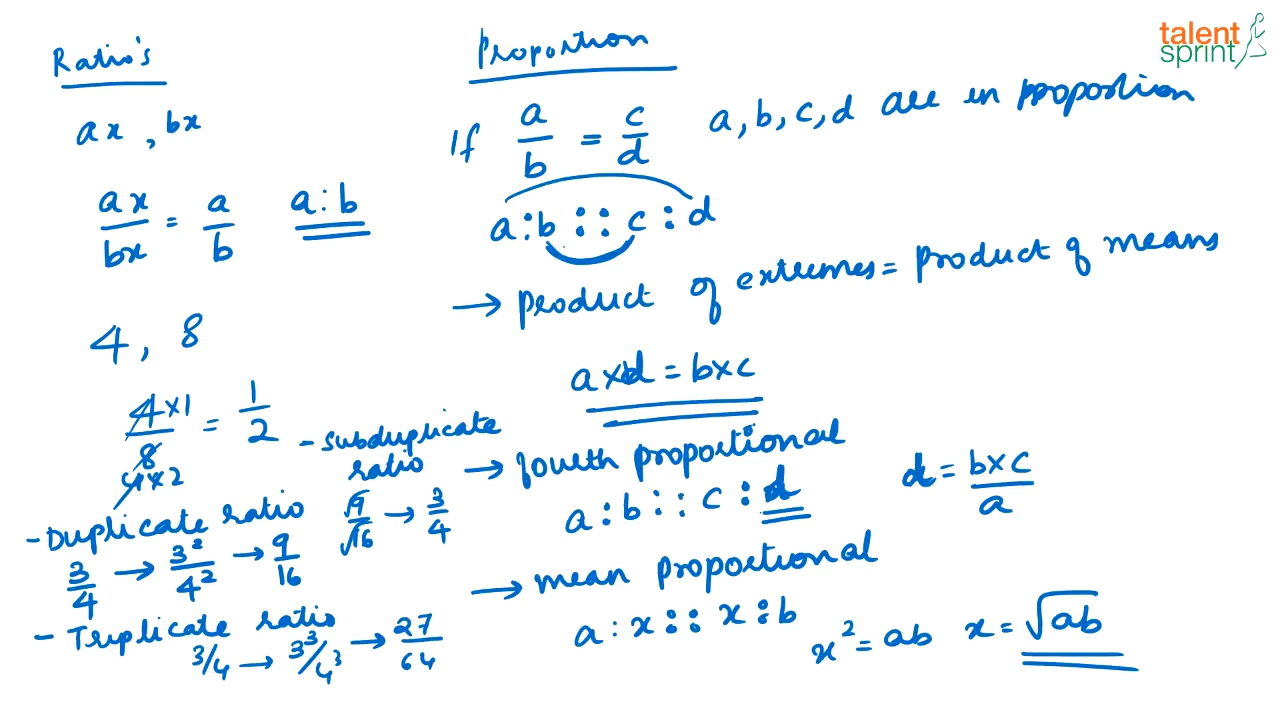 talent
sprint
Ratio's
ax, bx
ax/bx = a/b a:b
4, 8
4×1/8 4×2 = 1/2
- Duplicate ratio
3/4 → 3²/4² → 9/16
- Triplicate ratio
3/4 → 3³/4³ → 27/64
- Subduplicate
ratio
√9/√16 → 3/4
Proportion
If a/b = c/d a, b, c, d are in proportion
a:b :: c:d
→ product of extremes = product of means
a×d = b×c
→ fourth proportional
a:b :: c:d d = b×c/a
→ mean proportional
a:x :: x:b x² = ab x = √ab